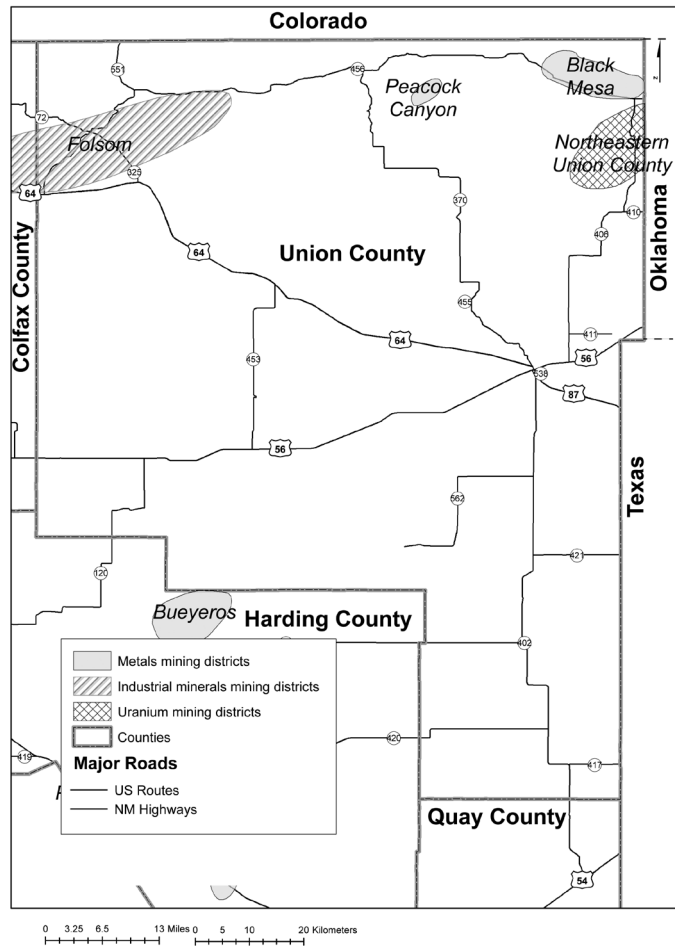 Colorado
551
456
Black
Mesa
Peacock
Canyon
z
72
Folsom
Northeastern
Union County
325
64
370
410
406
Colfax County
Union County
Oklahoma
64
455
411
453
64
56
538
87
56
562
Texas
421
120
Bueyeros
Harding County
402
Metals mining districts
Industrial minerals mining districts
Uranium mining districts
Counties
Major Roads
US Routes
NM Highways
420
419
417
Quay County
54
0 3.25 6.5 13 Miles
0 5 10 20 Kilometers